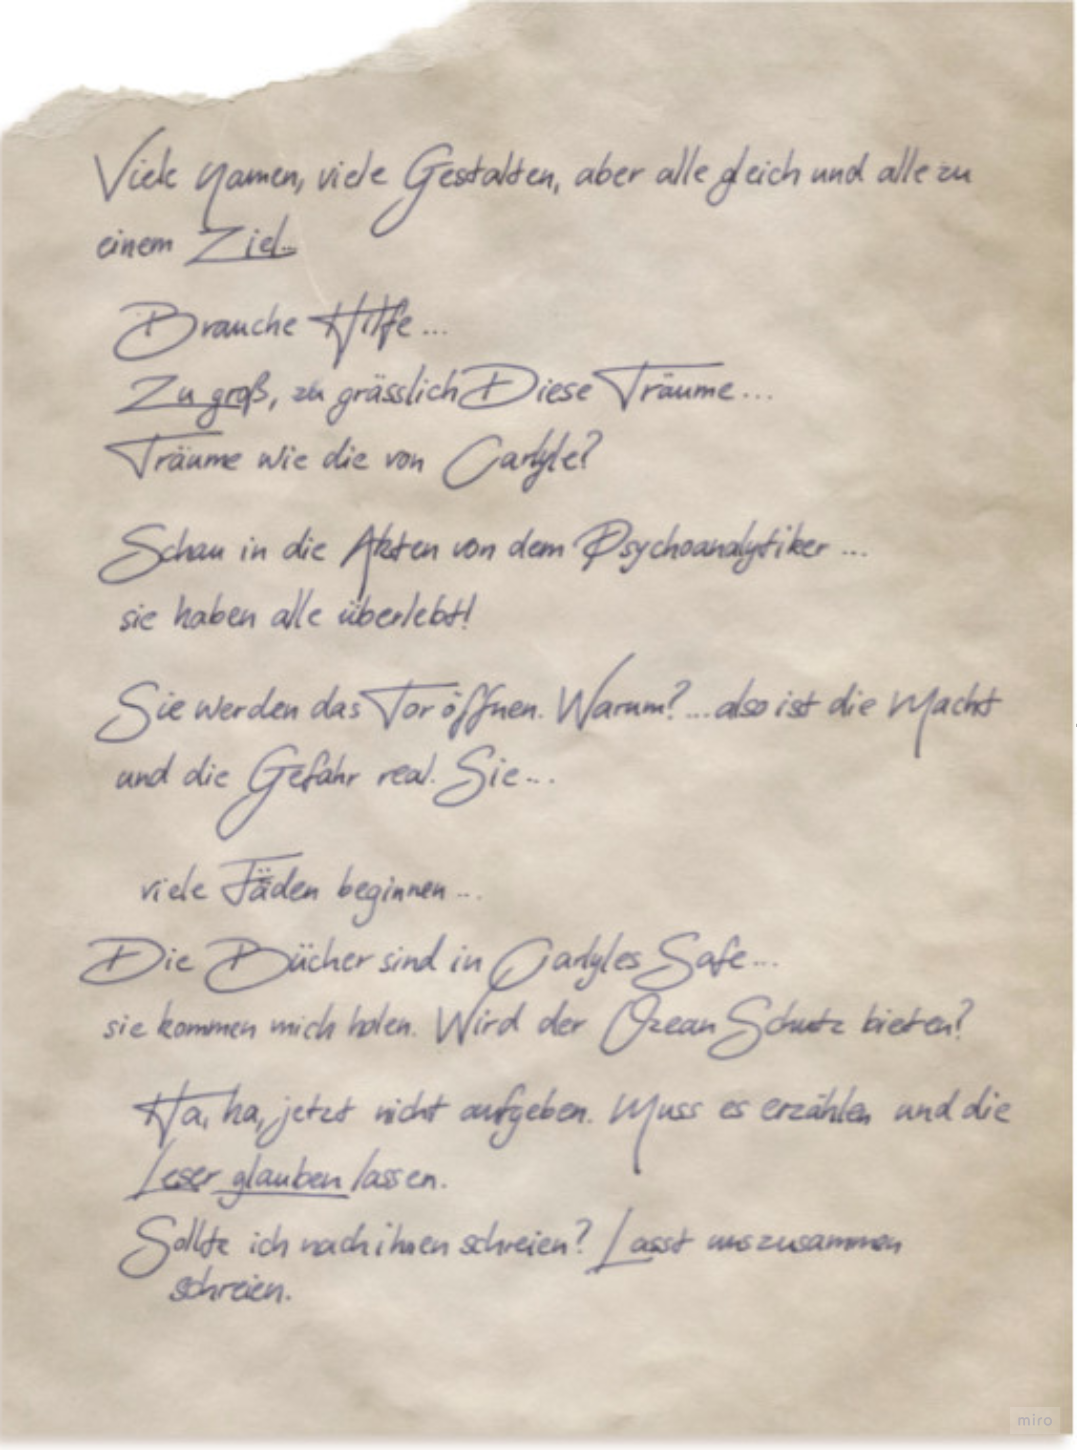 Viele Namen, viele Gestalten, aber alle gleich und alle zu
einem Ziel...
Brauche Hilfe...
Zu groß, zu grässlich Diese Träume...
Träume wie die von Carlyle?
Schau in die Akten von dem Psychoanalytiker...
sie haben alle überlebt!
Sie werden das Tor öffnen. Warum? ...also ist die Macht
und die Gefahr real. Sie...
viele Fäden beginnen...
Die Bücher sind in Carlyles Safe...
sie kommen mich holen. Wird der Ozean Schutz bieten?
Ha, ha, jetzt nicht aufgeben. Muss es erzählen und die
Leser glauben lassen.
Sollte ich nach ihnen schreien? Lasst uns zusammen
schreien.
miro